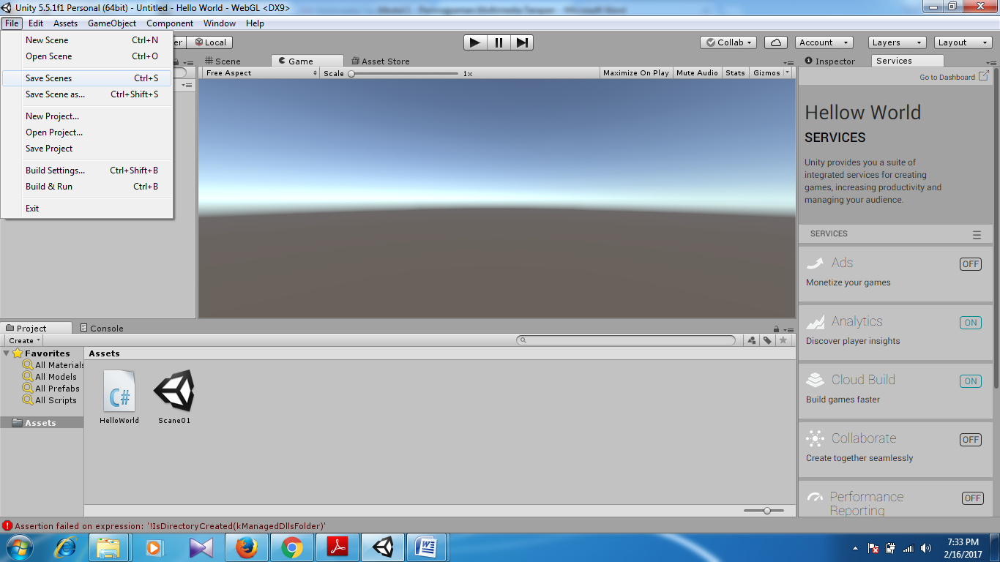 Unity 5.5.1f1 Personal (64bit) - Untitled - Hello World - WebGL <DX9>
File Edit Assets GameObject Component Window Help
New Scene Ctrl+N
Open Scene Ctrl+O
Save Scenes Ctrl+S
Save Scene as... Ctrl+Shift+S
New Project...
Open Project...
Save Project
Build Settings... Ctrl+Shift+B
Build & Run Ctrl+B
Exit
er Local
Collab Account Layers Layout
Scene Game Asset Store
Free Aspect Scale 1x Maximize On Play Mute Audio Stats Gizmos
Inspector Services
Go to Dashboard
Hellow World
SERVICES
Unity provides you a suite of
integrated services for creating
games, increasing productivity and
managing your audience.
SERVICES
Ads OFF
Monetize your games
Analytics ON
Discover player insights
Cloud Build ON
Build games faster
Collaborate OFF
Create together seamlessly
Performance OFF
Reporting
Project Console
Create
Favorites
All Materials
All Models
All Prefabs
All Scripts
Assets
Assets
C#
HelloWorld Scane01
Assertion failed on expression: '!IsDirectoryCreated(kManagedDllsFolder)'
7:33 PM
2/16/2017